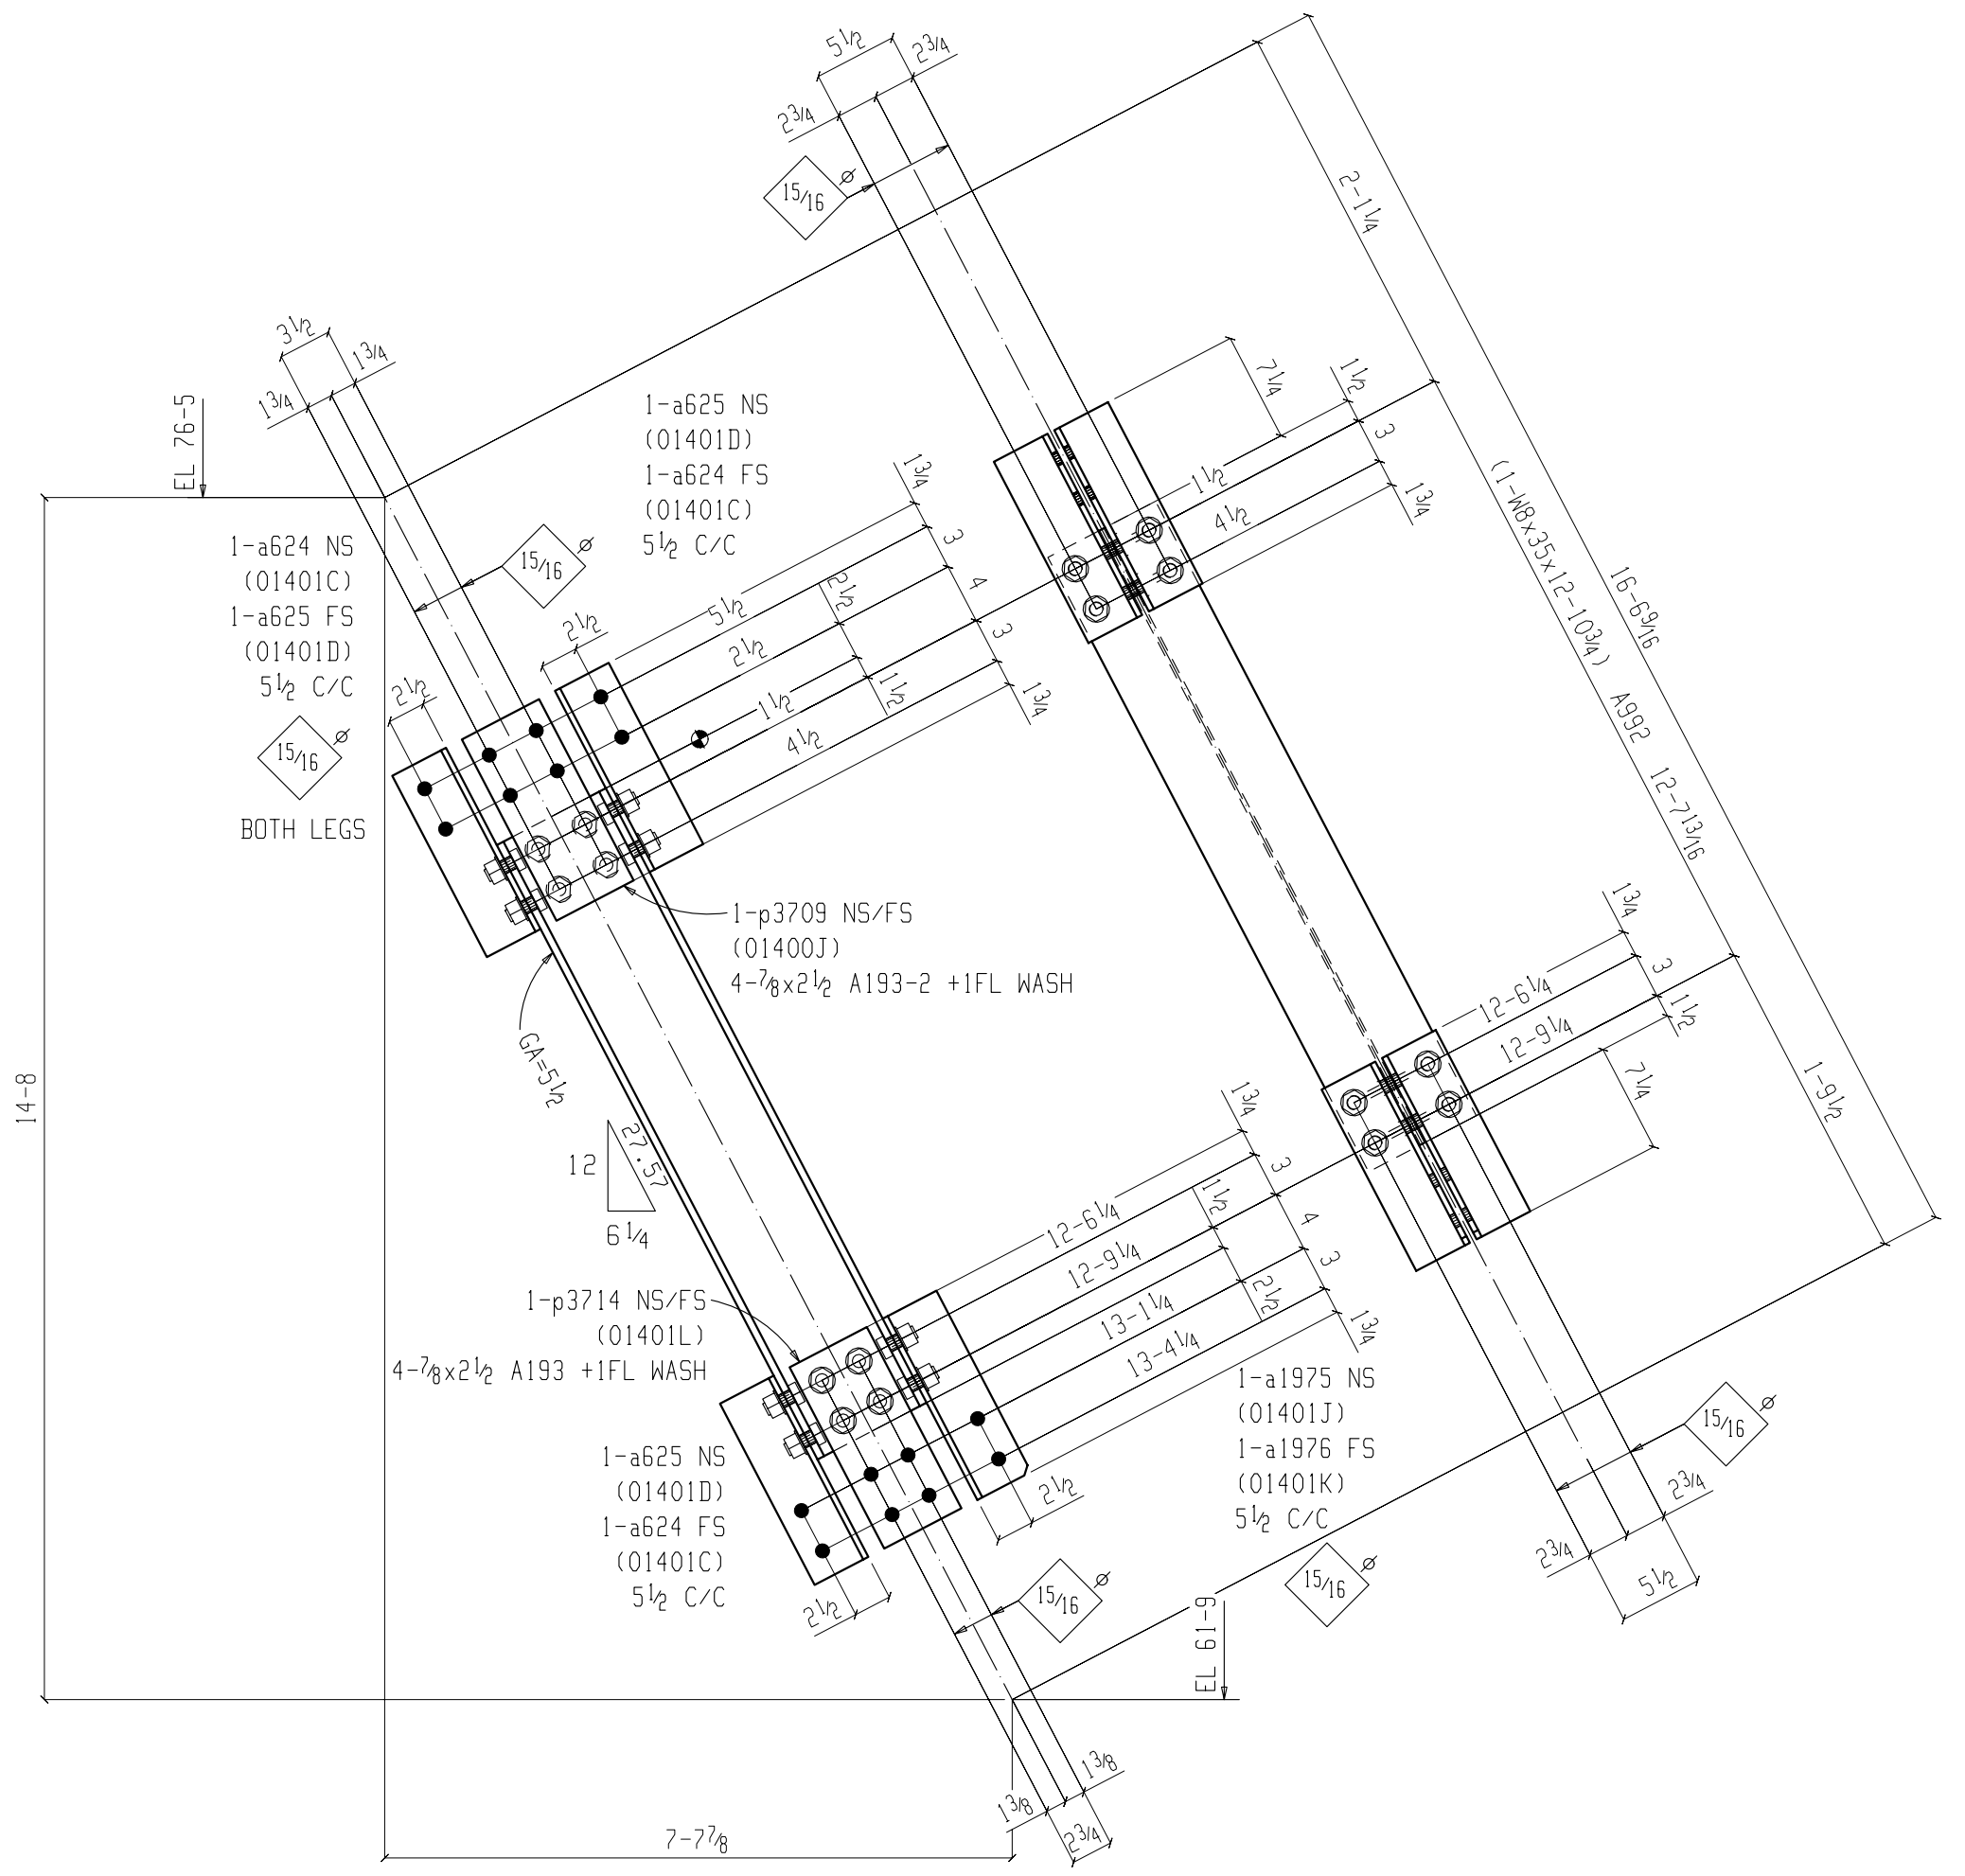 5 1/2
2 3/4
2 3/4
15/16 ø
2-1 1/4
16-6 9/16
(1-W8x35x12-10 3/4) A992
12-7 13/16
1-9 1/2
3 1/2
1 3/4
1 3/4
EL 76-5
1-a625 NS
(01401D)
1-a624 FS
(01401C)
5 1/2 C/C
1-a624 NS
(01401C)
1-a625 FS
(01401D)
5 1/2 C/C
15/16 ø
BOTH LEGS
15/16 ø
7 1/4
1 1/2
3
1 1/2
4 1/2
1 3/4
1 3/4
3
4
3
1 3/4
5 1/2
2 1/2
2 1/2
1 1/2
1 1/2
4 1/2
2 1/2
2 1/2
1-p3709 NS/FS
(01400J)
4-7/8x2 1/2 A193-2 +1FL WASH
GA=5 1/2
14-8
12
27.57
6 1/4
1 3/4
3
1 1/2
12-6 1/4
12-9 1/4
7 1/4
1 3/4
3
4
3
1 3/4
12-6 1/4
12-9 1/4
13-1 1/4
13-4 1/4
1 1/2
2 1/2
1-p3714 NS/FS
(01401L)
4-7/8x2 1/2 A193 +1FL WASH
1-a1975 NS
(01401J)
1-a1976 FS
(01401K)
5 1/2 C/C
15/16 ø
1-a625 NS
(01401D)
1-a624 FS
(01401C)
5 1/2 C/C
2 1/2
2 1/2
15/16 ø
15/16 ø
2 3/4
2 3/4
5 1/2
EL 61-9
1 3/8
1 3/8
2 3/4
7-7 7/8